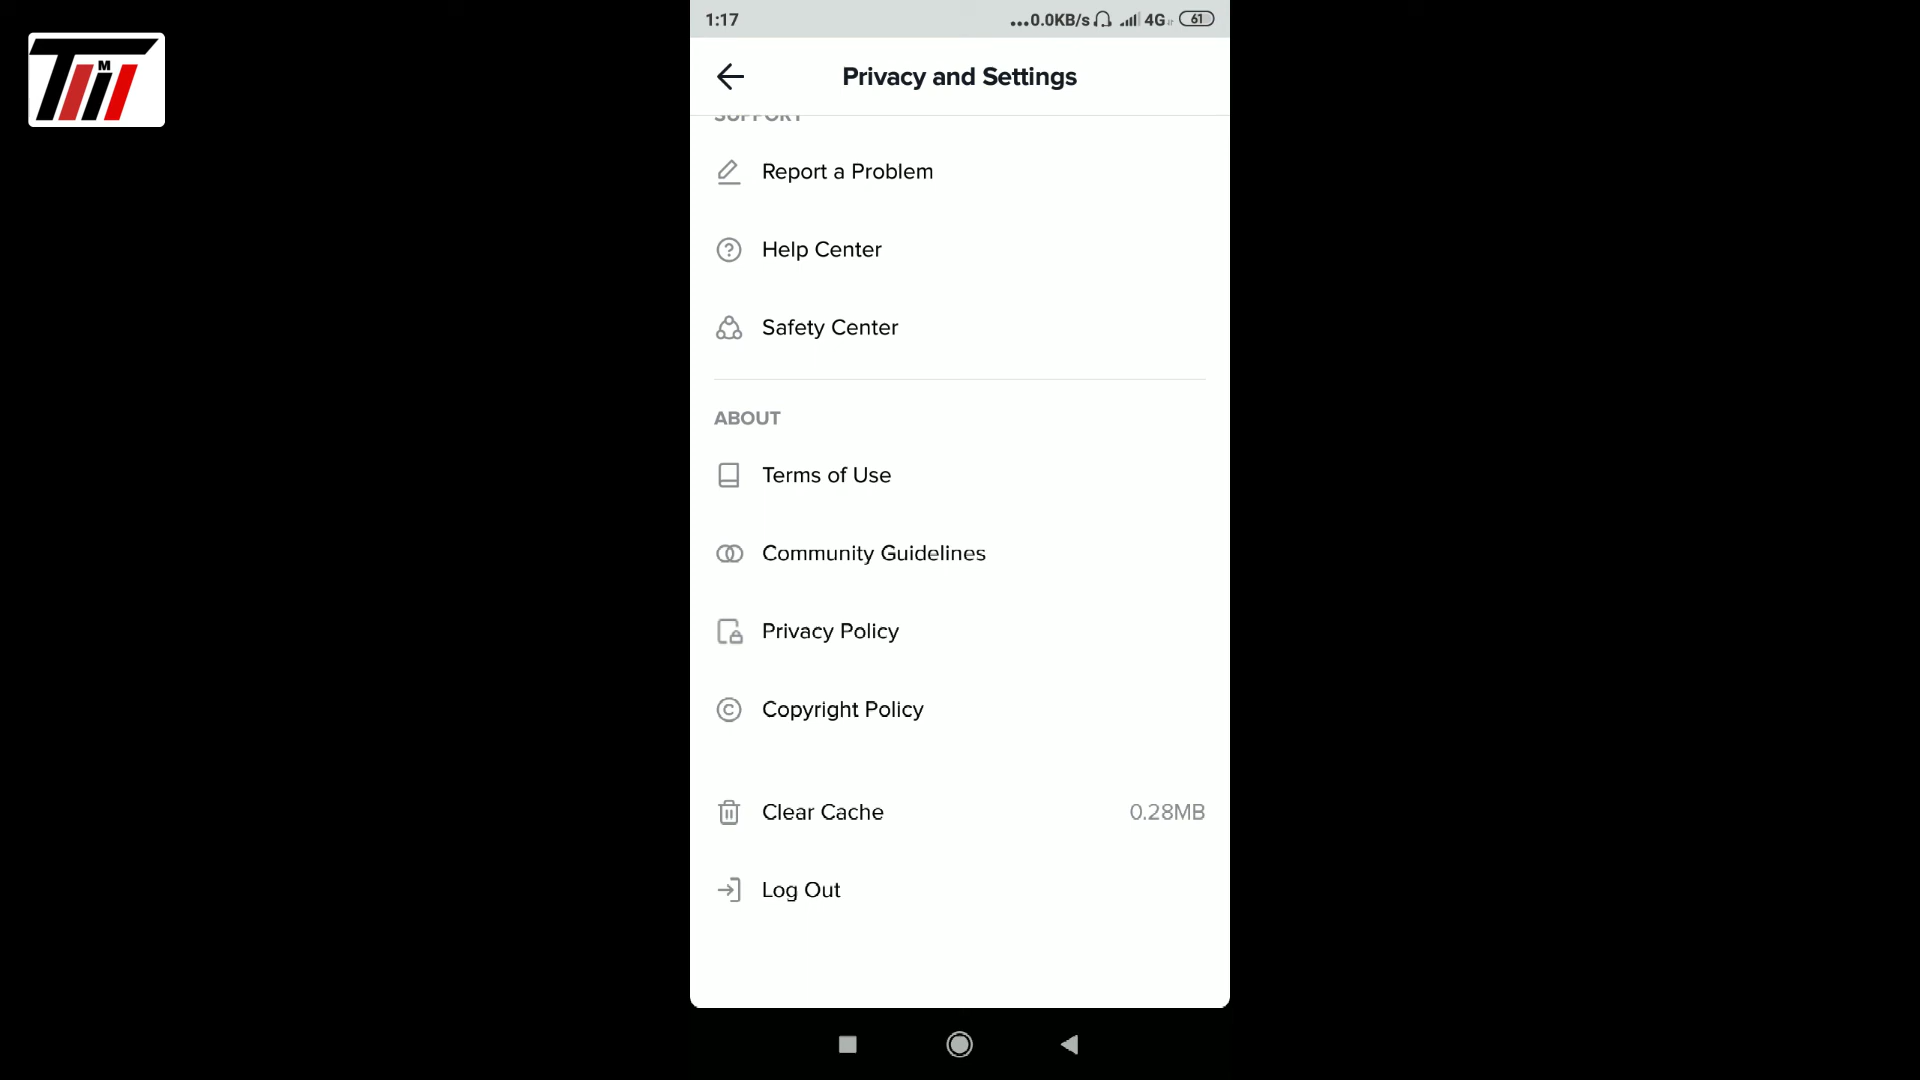 1:17
...0.0KB/s 4G 61
Privacy and Settings
SUPPORT
Report a Problem
Help Center
Safety Center
ABOUT
Terms of Use
Community Guidelines
Privacy Policy
Copyright Policy
Clear Cache 0.28MB
Log Out